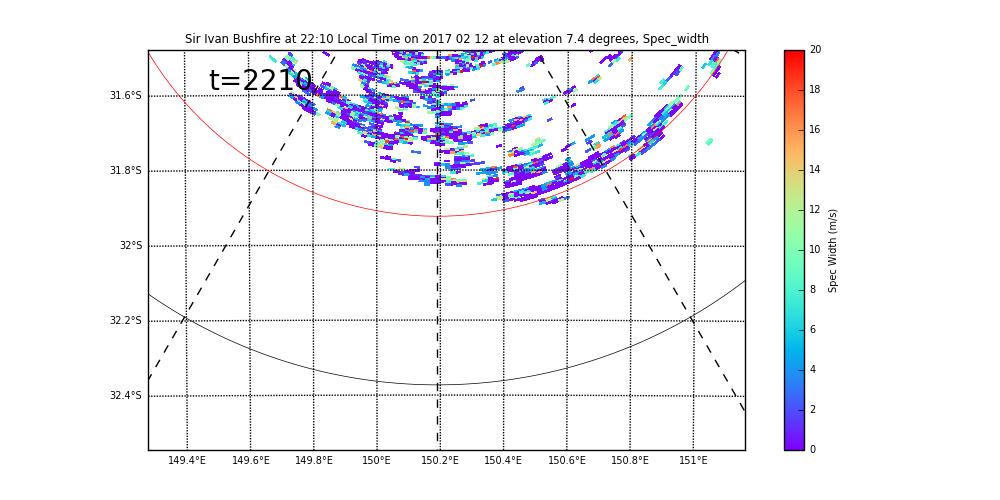 Sir Ivan Bushfire at 22:10 Local Time on 2017 02 12 at elevation 7.4 degrees, Spec_width
t=2210
31.6°S
31.8°S
32°S
32.2°S
32.4°S
149.4°E 149.6°E 149.8°E 150°E 150.2°E 150.4°E 150.6°E 150.8°E 151°E
20
18
16
14
12
10
8
6
4
2
0
Spec Width (m/s)